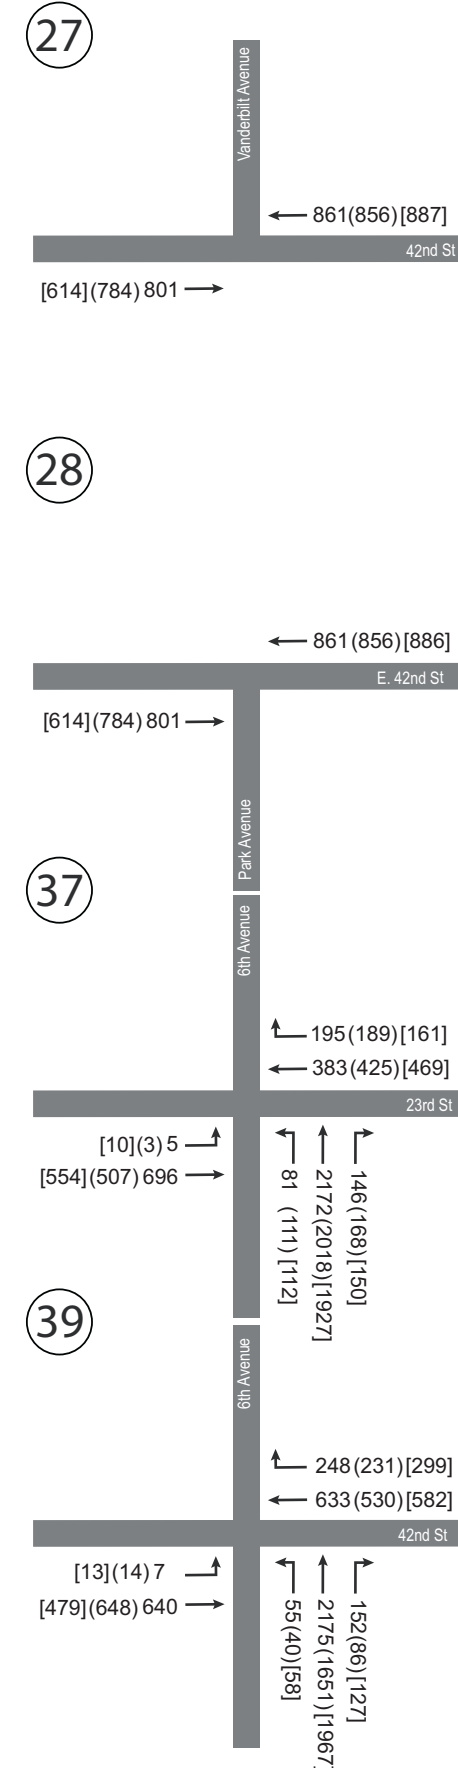 27
Vanderbilt Avenue
861(856)[887]
42nd St
[614](784) 801
28
861(856)[886]
E. 42nd St
[614](784) 801
Park Avenue
37
6th Avenue
195(189)[161]
383(425)[469]
23rd St
[10](3) 5
[554](507) 696
81 (111) [112]
2172(2018)[1927]
146(168)[150]
39
6th Avenue
248(231)[299]
633(530)[582]
42nd St
[13](14) 7
[479](648) 640
55(40)[58]
2175(1651)[1967]
152(86)[127]